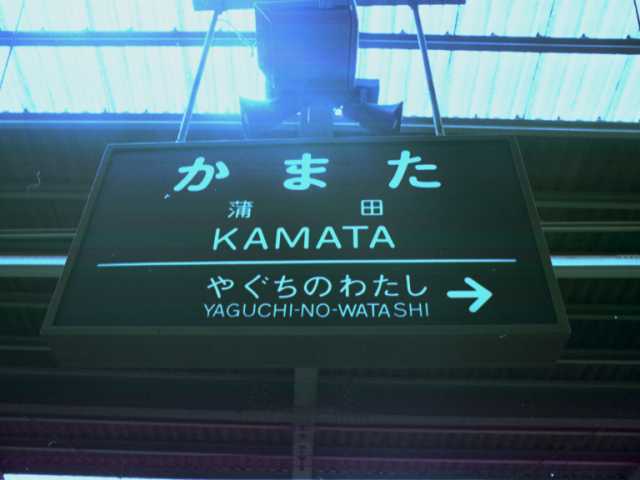 かまた
蒲田
KAMATA
やぐちのわたし →
YAGUCHI-NO-WATASHI